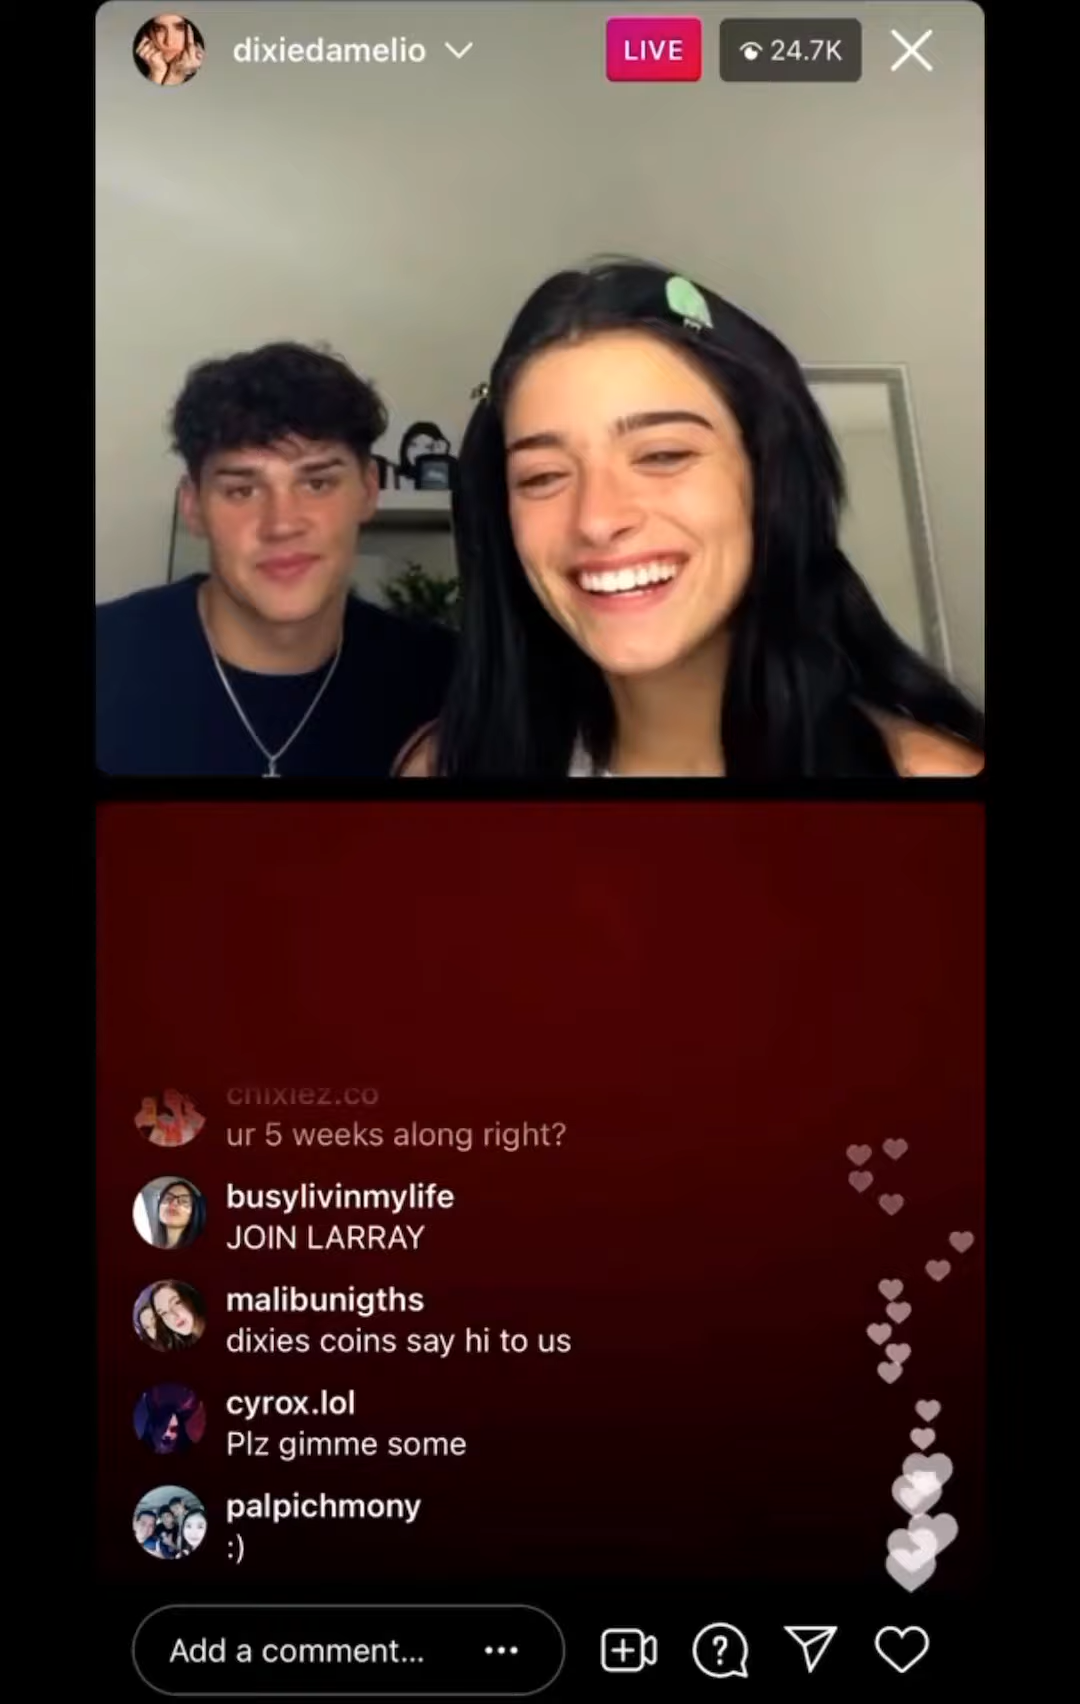 dixiedamelio
LIVE
24.7K
chixiez.co
ur 5 weeks along right?
busylivinmylife
JOIN LARRAY
malibunigths
dixies coins say hi to us
cyrox.lol
Plz gimme some
palpichmony
:)
Add a comment...